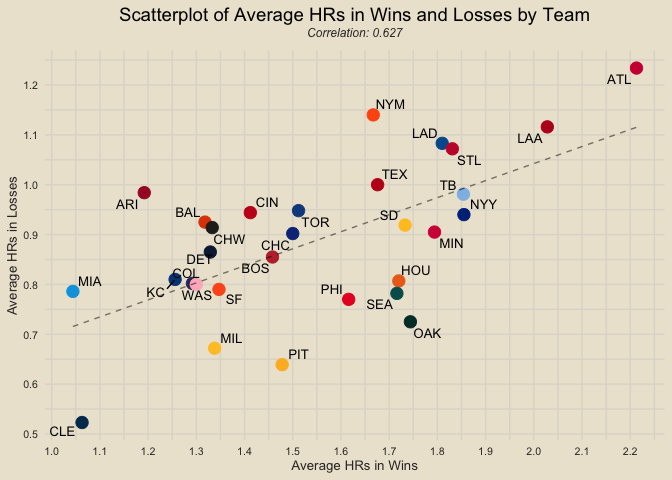 Scatterplot of Average HRs in Wins and Losses by Team
Correlation: 0.627
Average HRs in Losses
1.2
1.1
1.0
0.9
0.8
0.7
0.6
0.5
ATL
NYM
LAA
LAD
STL
TEX
TB
ARI
CIN
NYY
BAL
TOR
SD
CHW
MIN
CHC
DET
BOS
COL
HOU
MIA
KC
WAS
SF
PHI
SEA
MIL
OAK
PIT
CLE
1.0 1.1 1.2 1.3 1.4 1.5 1.6 1.7 1.8 1.9 2.0 2.1 2.2
Average HRs in Wins